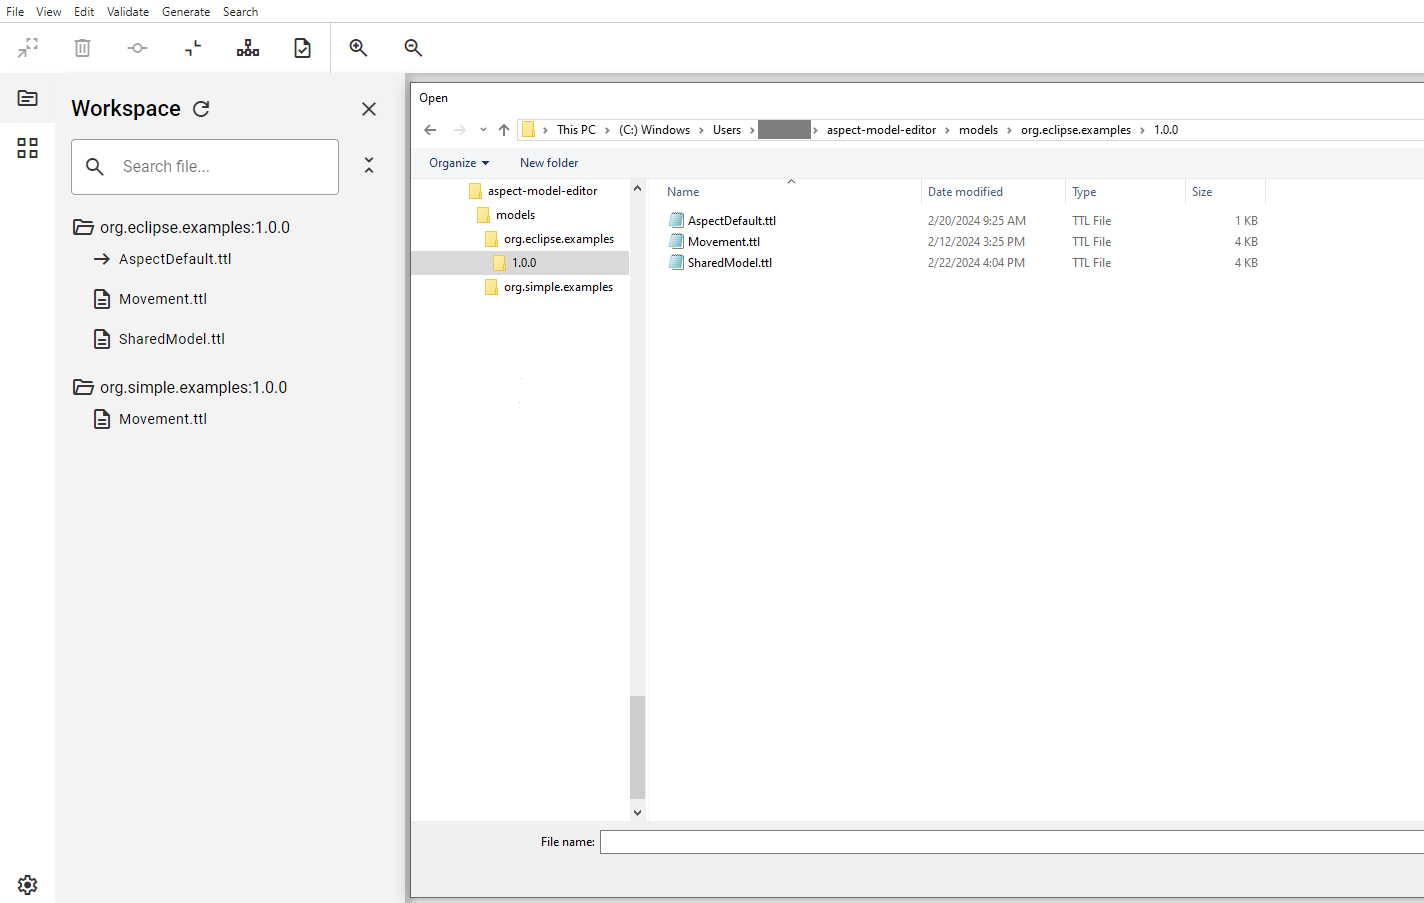 File View Edit Validate Generate Search
Workspace
Search file...
org.eclipse.examples:1.0.0
AspectDefault.ttl
Movement.ttl
SharedModel.ttl
org.simple.examples:1.0.0
Movement.ttl
Open
This PC > (C:) Windows > Users > > aspect-model-editor > models > org.eclipse.examples > 1.0.0
Organize New folder
aspect-model-editor
models
org.eclipse.examples
1.0.0
org.simple.examples
Name Date modified Type Size
AspectDefault.ttl 2/20/2024 9:25 AM TTL File 1 KB
Movement.ttl 2/12/2024 3:25 PM TTL File 4 KB
SharedModel.ttl 2/22/2024 4:04 PM TTL File 4 KB
File name: